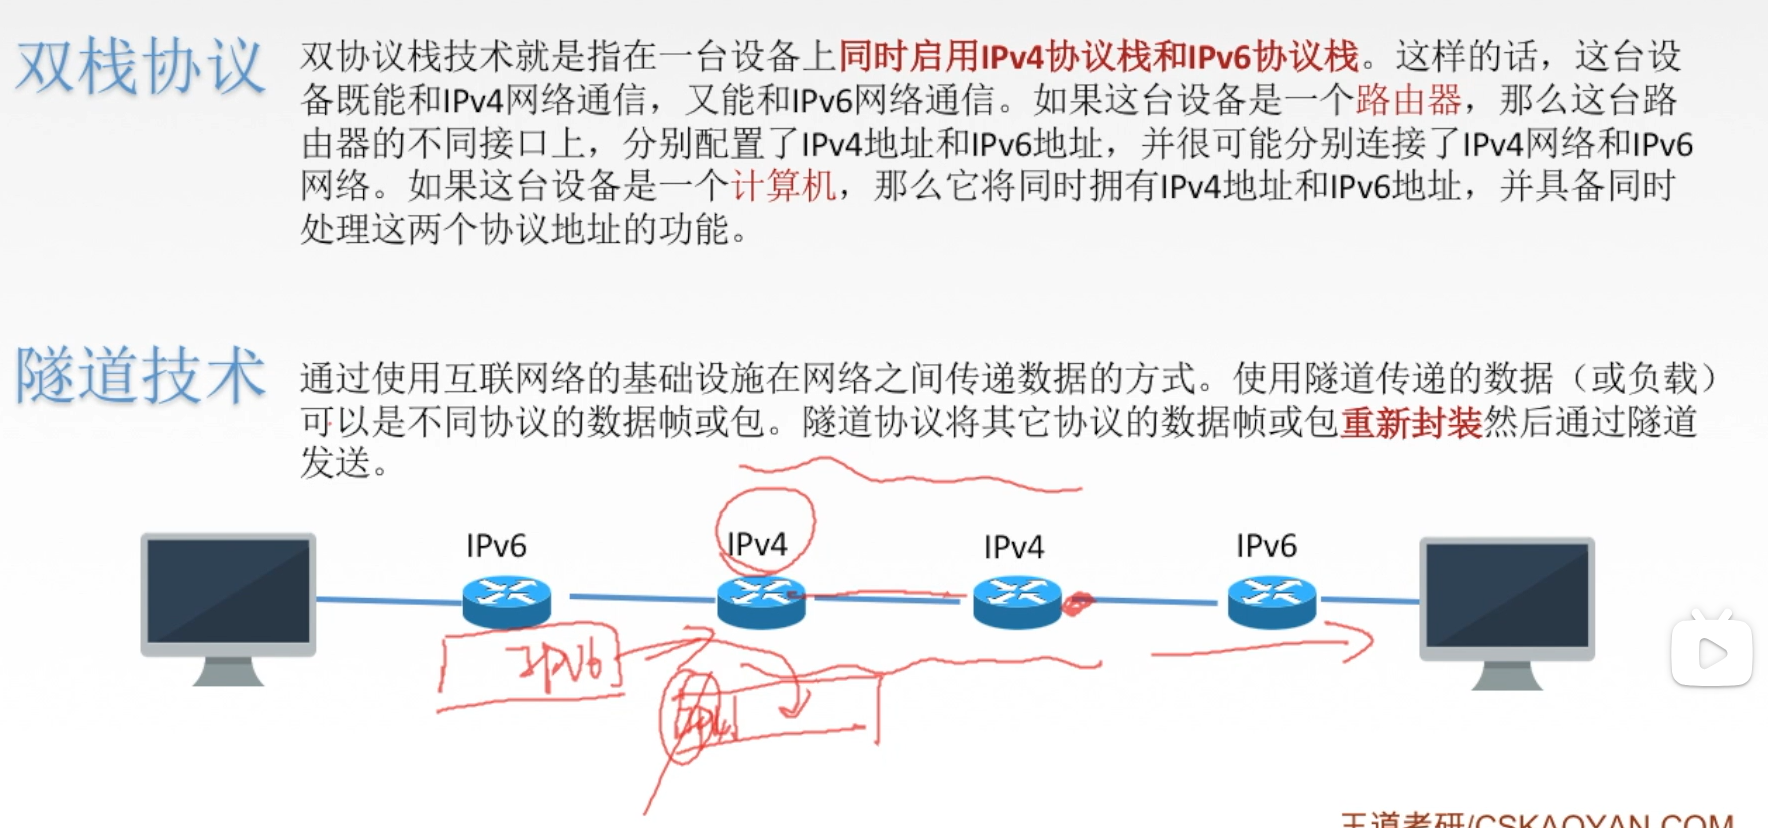 双栈协议
双协议栈技术就是指在一台设备上同时启用IPv4协议栈和IPv6协议栈。这样的话，这台设
备既能和IPv4网络通信，又能和IPv6网络通信。如果这台设备是一个路由器，那么这台路
由器的不同接口上，分别配置了IPv4地址和IPv6地址，并很可能分别连接了IPv4网络和IPv6
网络。如果这台设备是一个计算机，那么它将同时拥有IPv4地址和IPv6地址，并具备同时
处理这两个协议地址的功能。
隧道技术
通过使用互联网络的基础设施在网络之间传递数据的方式。使用隧道传递的数据（或负载）
可以是不同协议的数据帧或包。隧道协议将其它协议的数据帧或包重新封装然后通过隧道
发送。
IPv6 IPv4 IPv4 IPv6
IPV6
王道考研/CSKAOYAN.COM